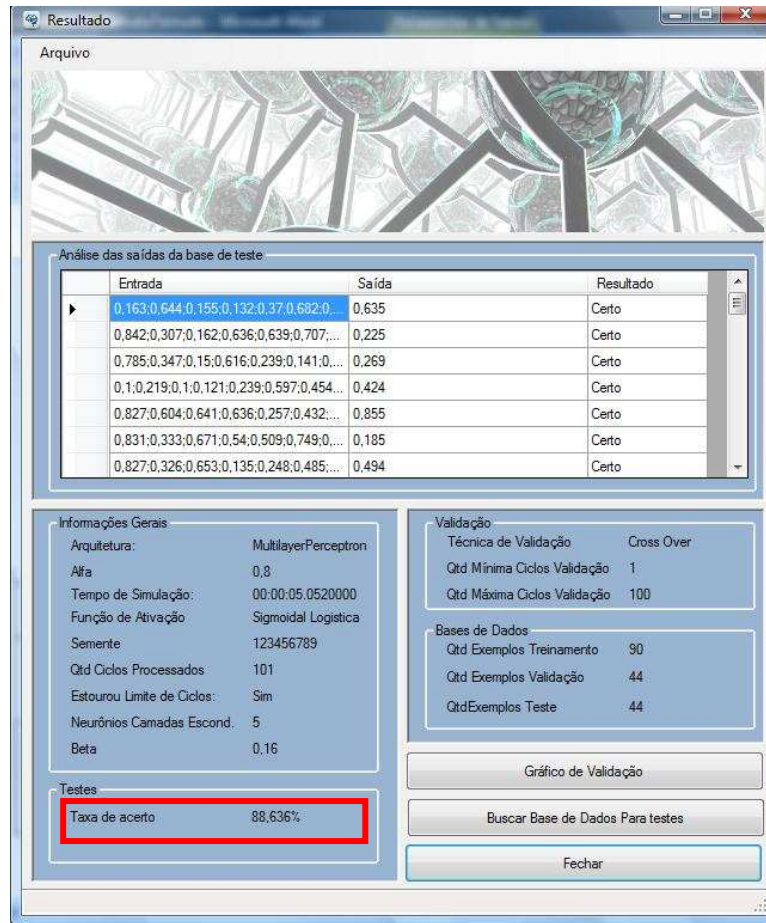 Resultado
Arquivo
Análise das saídas da base de teste
Entrada Saída Resultado
0,163;0,644;0,155;0,132;0,37;0,682;0,... 0,635 Certo
0,842;0,307;0,162;0,636;0,639;0,707;... 0,225 Certo
0,785;0,347;0,15;0,616;0,239;0,141;0,... 0,269 Certo
0,1;0,219;0,1;0,121;0,239;0,597;0,454... 0,424 Certo
0,827;0,604;0,641;0,636;0,257;0,432;... 0,855 Certo
0,831;0,333;0,671;0,54;0,509;0,749;0,... 0,185 Certo
0,827;0,326;0,653;0,135;0,248;0,485;... 0,494 Certo
Informações Gerais
Arquitetura: MultilayerPerceptron
Alfa 0,8
Tempo de Simulação: 00:00:05.0520000
Função de Ativação Sigmoidal Logistica
Semente 123456789
Qtd Ciclos Processados 101
Estourou Limite de Ciclos: Sim
Neurônios Camadas Escond. 5
Beta 0,16
Testes
Taxa de acerto 88,636%
Validação
Técnica de Validação Cross Over
Qtd Mínima Ciclos Validação 1
Qtd Máxima Ciclos Validação 100
Bases de Dados
Qtd Exemplos Treinamento 90
Qtd Exemplos Validação 44
QtdExemplos Teste 44
Gráfico de Validação
Buscar Base de Dados Para testes
Fechar